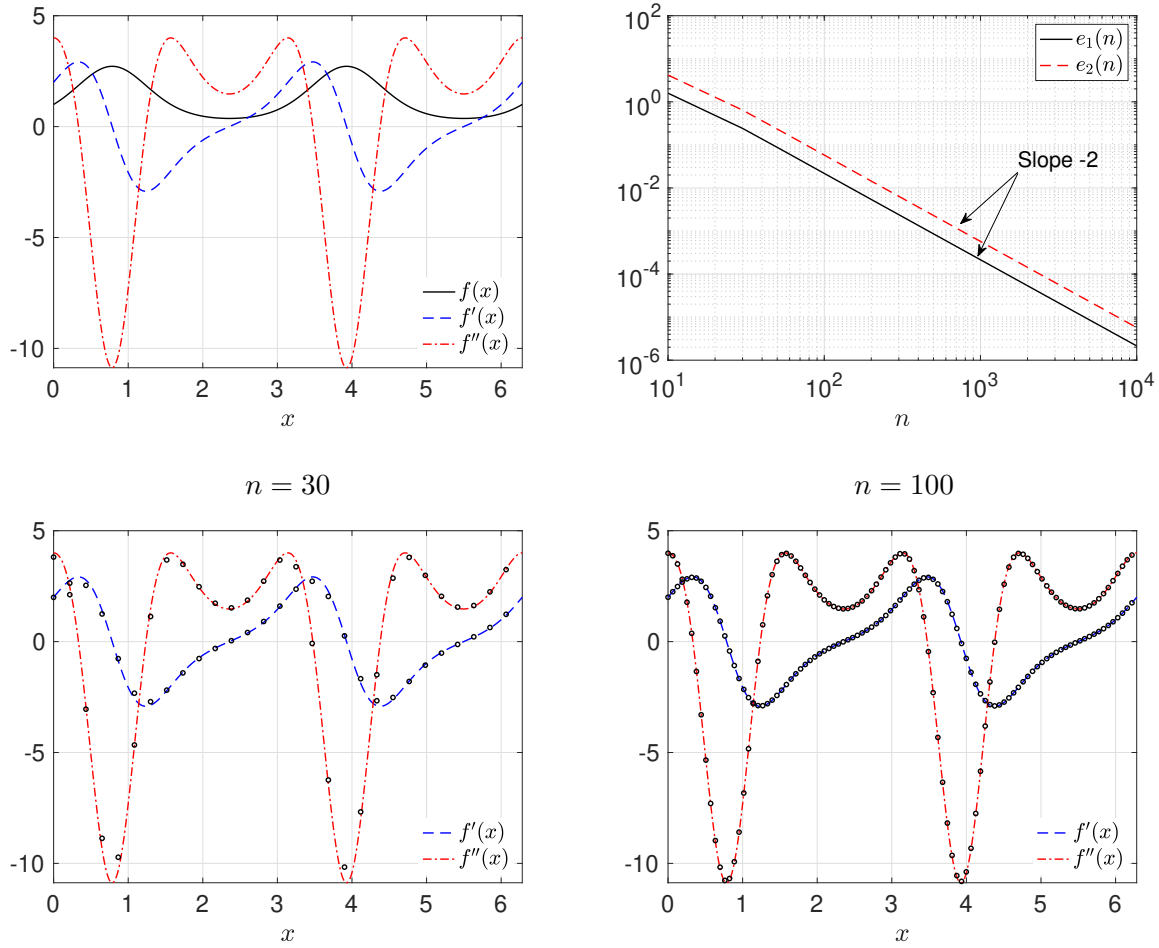 5
0
-5
-10
0 1 2 3 4 5 6
x
f(x)
f′(x)
f′′(x)
10^2
10^0
10^-2
10^-4
10^-6
10^1 10^2 10^3 10^4
n
e_1(n)
e_2(n)
Slope -2
n = 30
5
0
-5
-10
0 1 2 3 4 5 6
x
f′(x)
f′′(x)
n = 100
5
0
-5
-10
0 1 2 3 4 5 6
x
f′(x)
f′′(x)